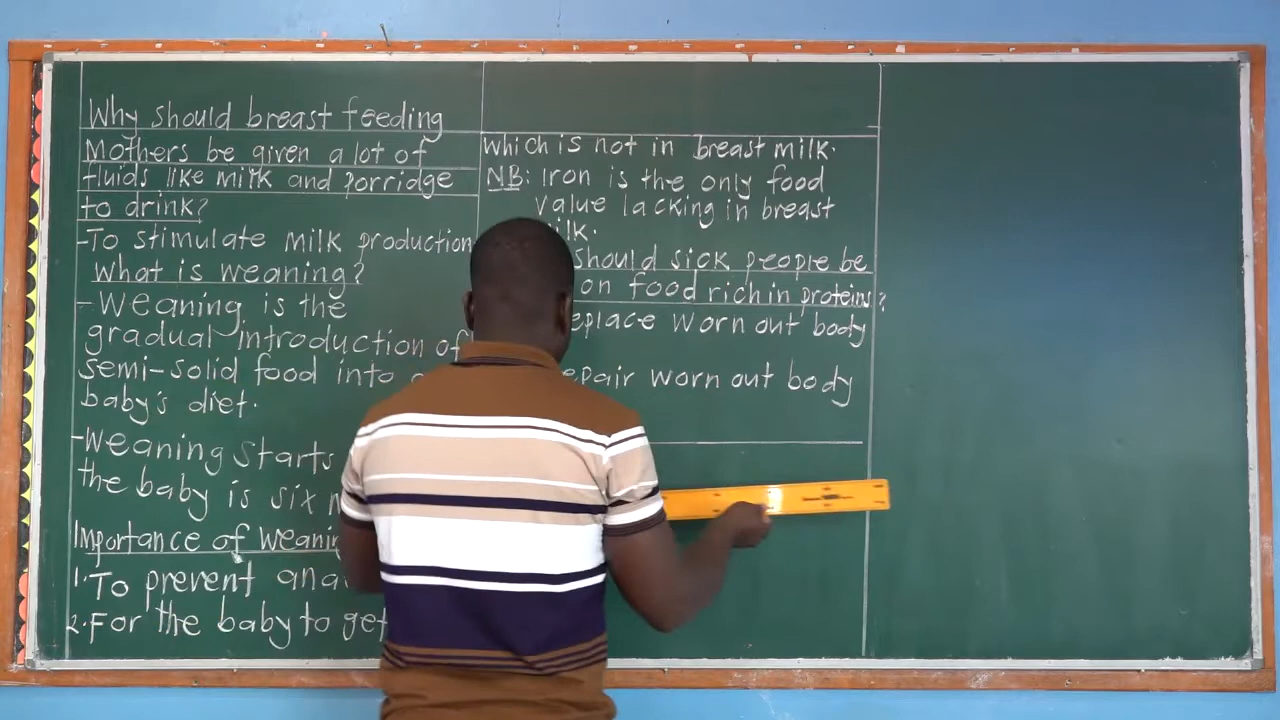 Why should breast feeding
Mothers be given a lot of
fluids like milk and porridge
to drink?
-To stimulate milk production
What is weaning?
- Weaning is the
gradual introduction of
semi-solid food into
baby's diet.
-Weaning starts
the baby is six
Importance of
1. To prevent
2. For the baby to get
which is not in breast milk.
NB: Iron is the only food
value lacking in breast
should sick people be
on food rich in proteins?
worn out body
worn out body